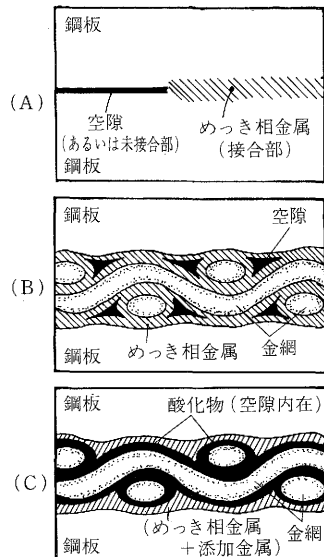 鋼板
(A)
空隙
(あるいは未接合部)
めっき相金属
(接合部)
鋼板
鋼板
空隙
(B)
めっき相金属
金網
鋼板
鋼板
酸化物(空隙内在)
(C)
金網
(めっき相金属
+添加金属)
鋼板